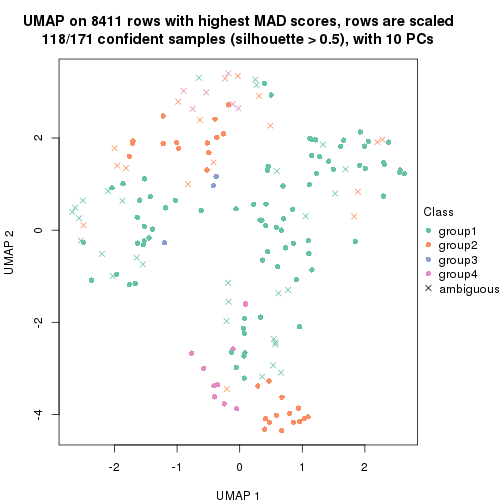 UMAP on 8411 rows with highest MAD scores, rows are scaled
118/171 confident samples (silhouette > 0.5), with 10 PCs
2
0
-2
-4
UMAP 2
-2
-1
0
1
2
UMAP 1
Class
group1
group2
group3
group4
ambiguous